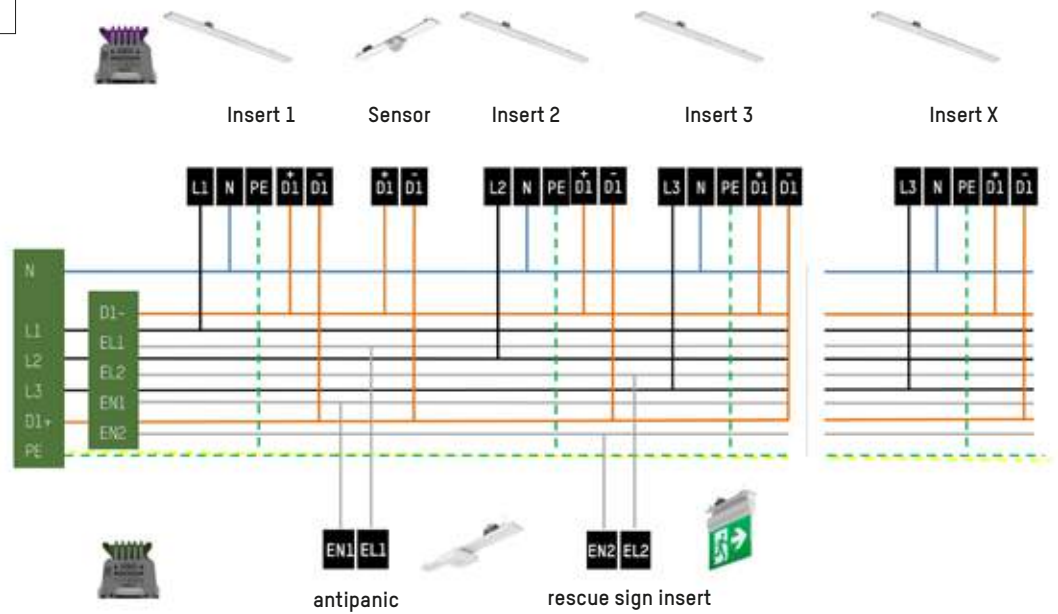 Insert 1 Sensor Insert 2 Insert 3 Insert X
L1 N PE D1+ D1- D1+ D1- L2 N PE D1+ D1- L3 N PE D1+ D1- L3 N PE D1+ D1-
N
D1-
L1
EL1
L2
EL2
L3
EN1
D1+
EN2
PE
EN1 EL1 EN2 EL2
antipanic rescue sign insert